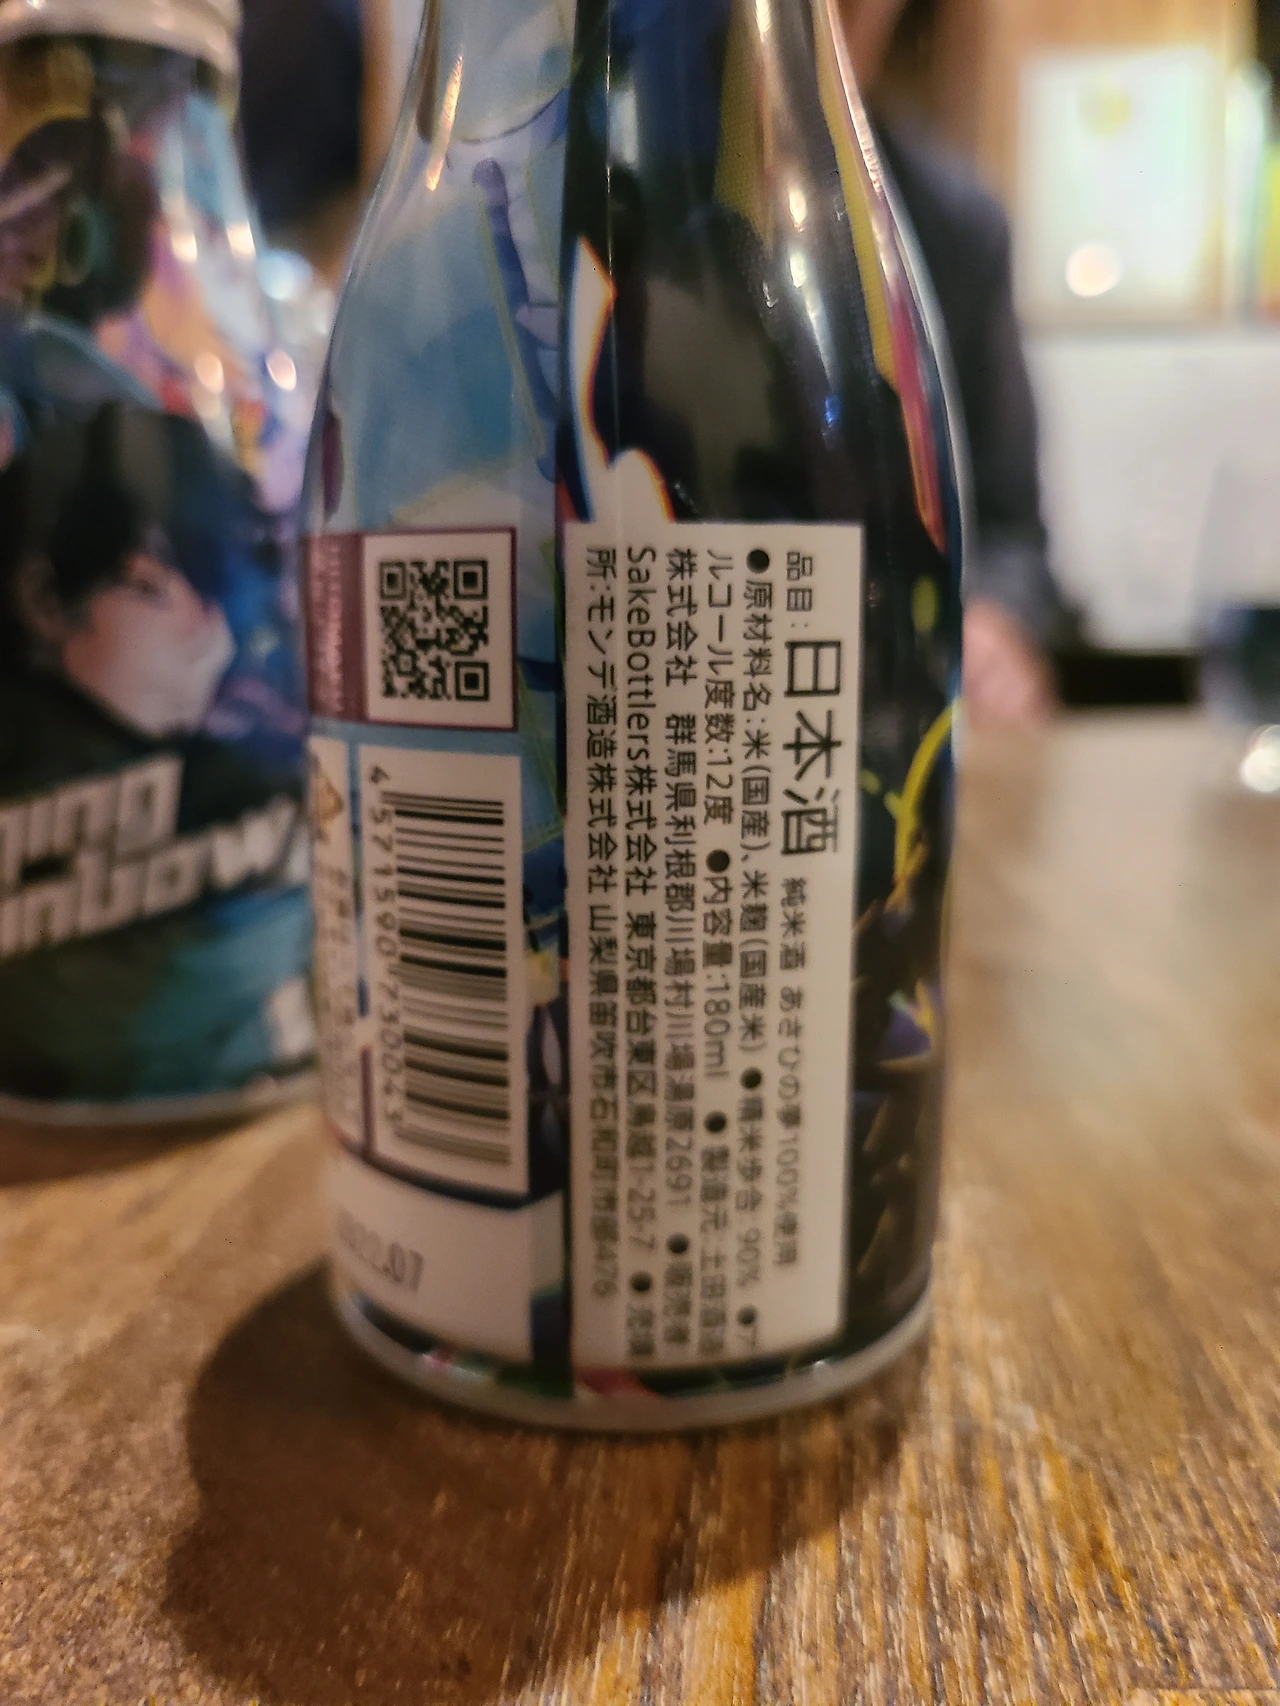 品目:日本酒 純米酒 あさひの夢100%使用
●原材料名:米(国産)、米麹(国産米) ●精米歩合 90% ●ア
ルコール度数:12度 ●内容量:180ml ●製造元:土田酒造
株式会社 群馬県利根郡川場村川場湯原2691 ●販売者
SakeBottlers株式会社 東京都台東区鳥越1-25-7 ●充填
所:モンデ酒造株式会社 山梨県笛吹市石和町市部476
4571590730043